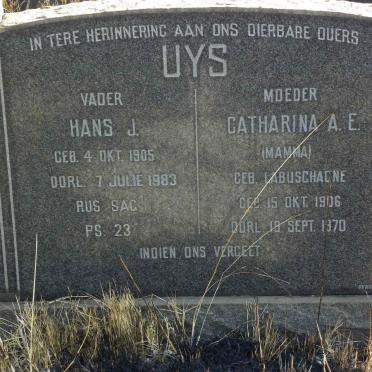 IN TERE HERINNERING AAN ONS DIERBARE OUERS
UYS
VADER
HANS J.
GEB. 4 OKT. 1905
OORL. 7 JULIE 1983
RUS SAG
PS. 23
MOEDER
CATHARINA A. E.
(MAMMA)
GEB. LABUSCHAGNE
GEB. 15 OKT. 1906
OORL. 19 SEPT. 1970
INDIEN ONS VERGEET